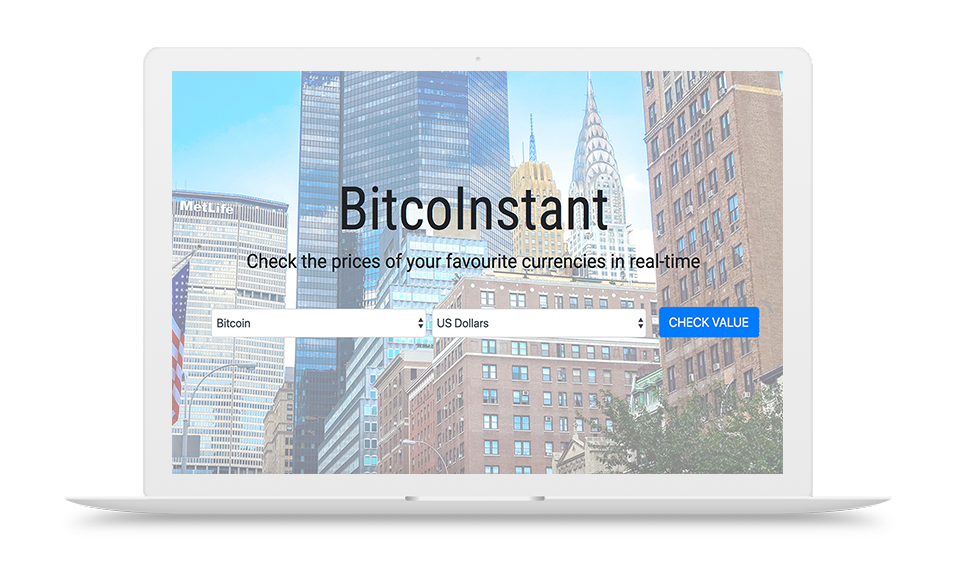 MetLife
BitcoInstant
Check the prices of your favourite currencies in real-time
Bitcoin
US Dollars
CHECK VALUE